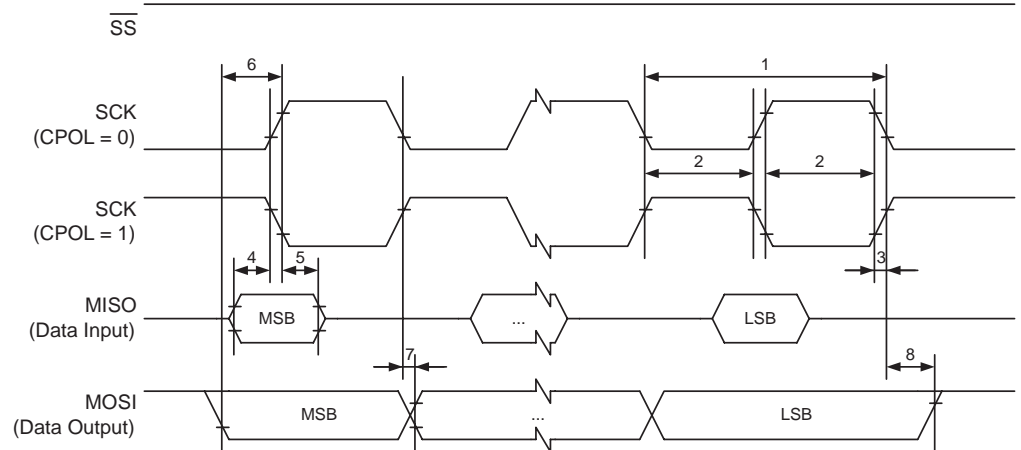 SS
6
1
SCK
(CPOL = 0)
2
2
SCK
(CPOL = 1)
4
5
3
MISO
(Data Input)
MSB
...
LSB
7
8
MOSI
(Data Output)
MSB
...
LSB